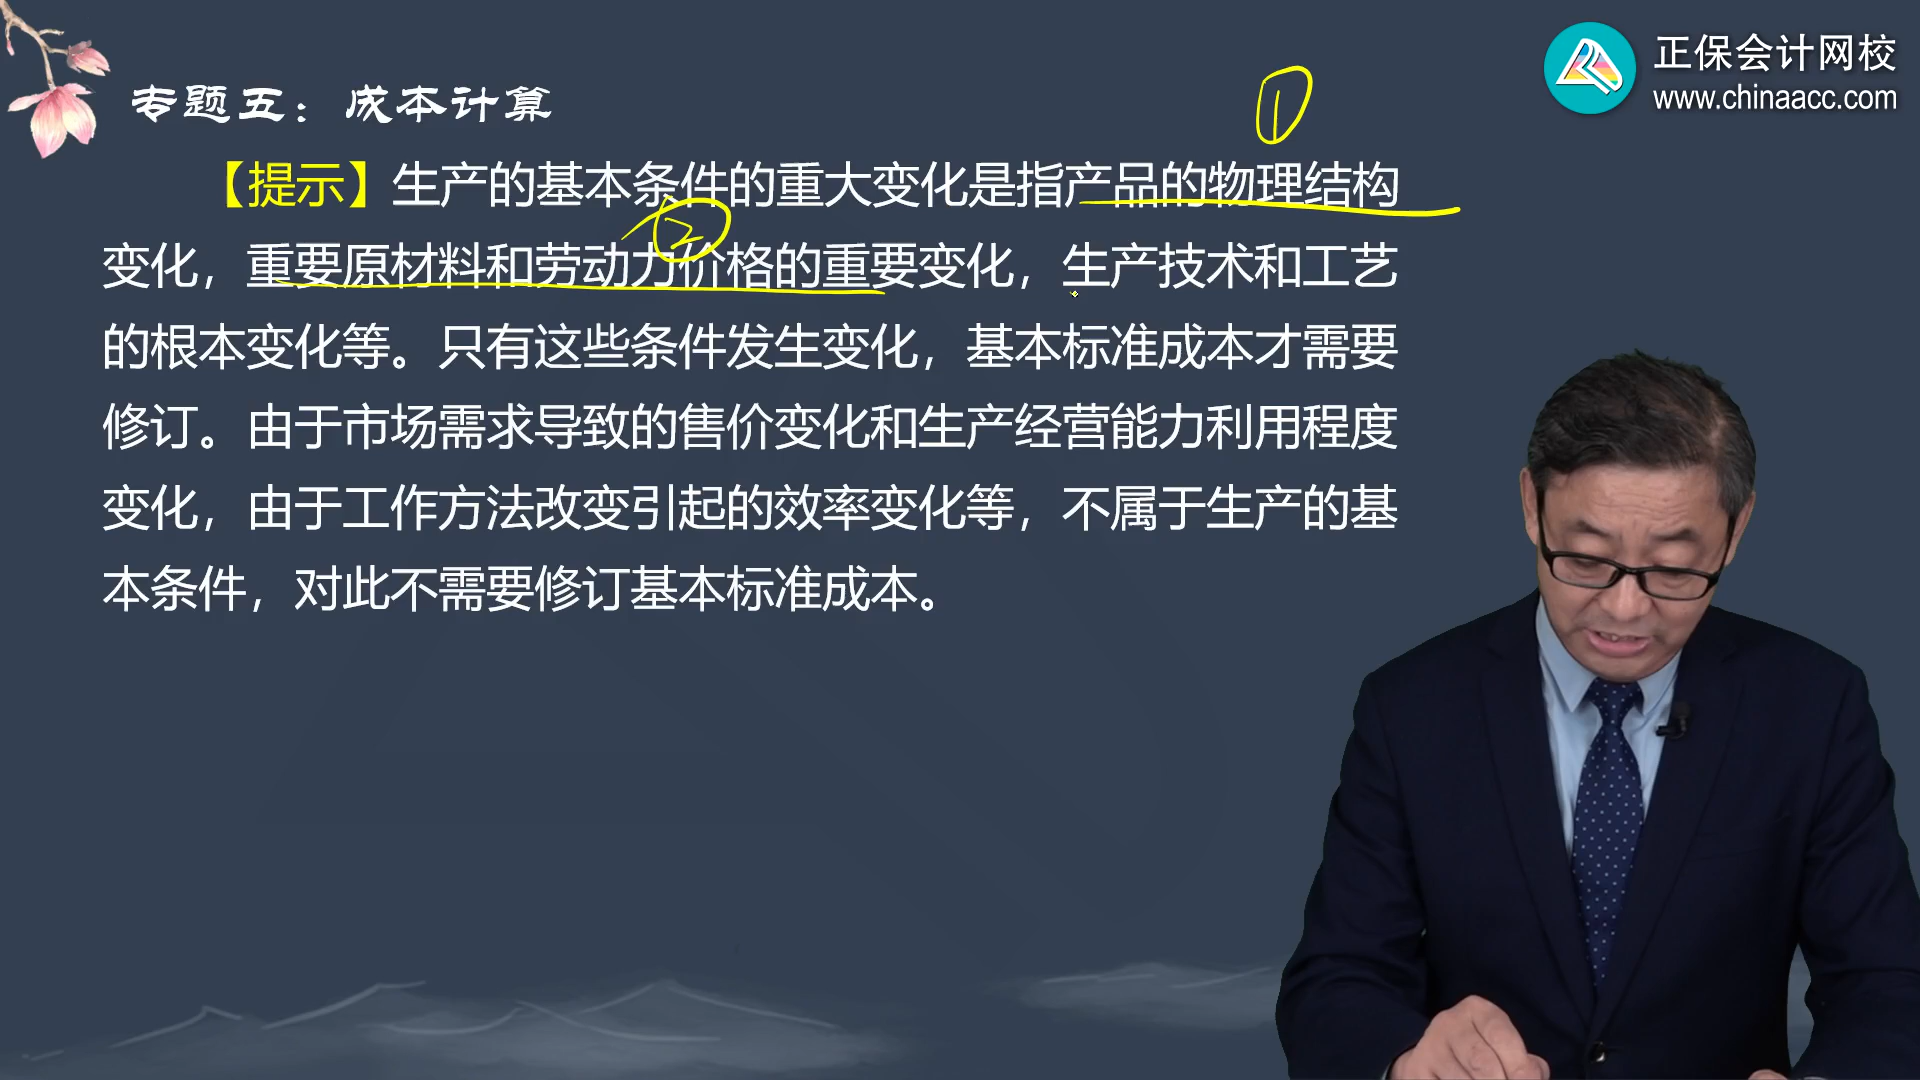 正保会计网校
www.chinaacc.com
专题五：成本计算
①
【提示】生产的基本条件的重大变化是指产品的物理结构
②
变化，重要原材料和劳动力价格的重要变化，生产技术和工艺
的根本变化等。只有这些条件发生变化，基本标准成本才需要
修订。由于市场需求导致的售价变化和生产经营能力利用程度
变化，由于工作方法改变引起的效率变化等，不属于生产的基
本条件，对此不需要修订基本标准成本。